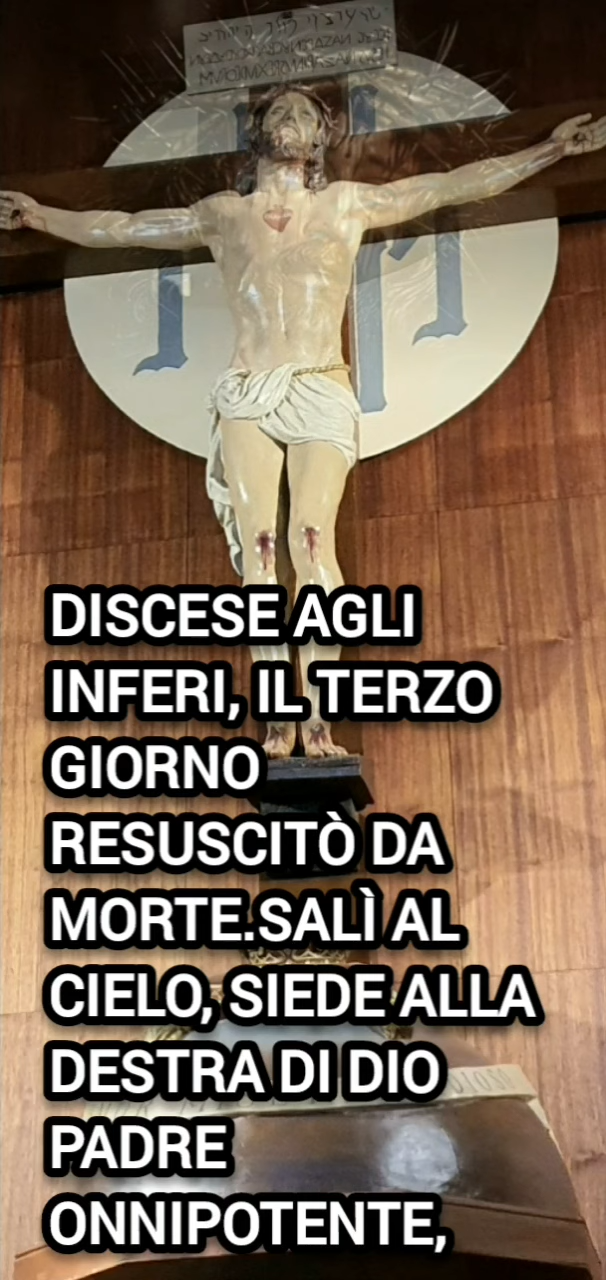 DISCESE AGLI
INFERI, IL TERZO
GIORNO
RESUSCITÒ DA
MORTE.SALÌ AL
CIELO, SIEDE ALLA
DESTRA DI DIO
PADRE
ONNIPOTENTE,